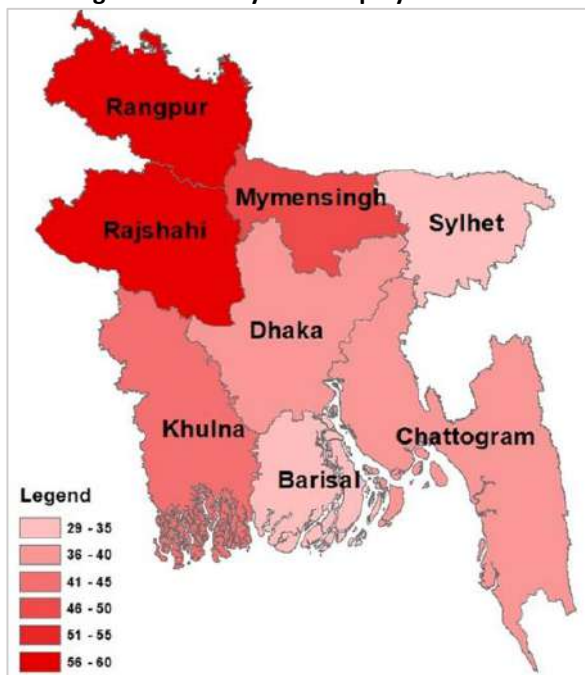 Rangpur
Mymensingh
Sylhet
Rajshahi
Dhaka
Khulna
Chattogram
Barisal
Legend
29 - 35
36 - 40
41 - 45
46 - 50
51 - 55
56 - 60